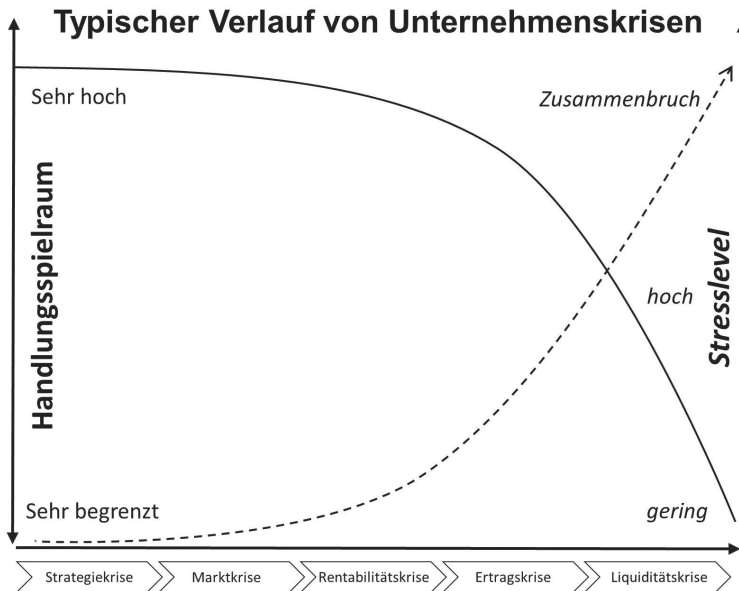 Typischer Verlauf von Unternehmenskrisen
Sehr hoch
Zusammenbruch
Handlungsspielraum
hoch
Stresslevel
Sehr begrenzt
gering
Strategiekrise
Marktkrise
Rentabilitätskrise
Ertragskrise
Liquiditätskrise